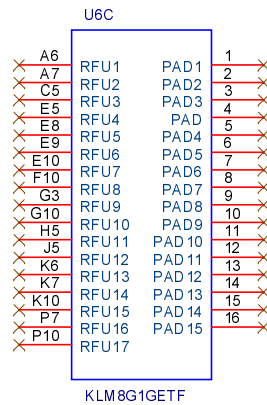 U6C
A6 RFU1 PAD1 1
A7 RFU2 PAD2 2
C5 RFU3 PAD3 3
E5 RFU4 PAD 4
E8 RFU5 PAD4 5
E9 RFU6 PAD5 6
E10 RFU7 PAD6 7
F10 RFU8 PAD7 8
G3 RFU9 PAD8 9
G10 RFU10 PAD9 10
H5 RFU11 PAD10 11
J5 RFU12 PAD11 12
K6 RFU13 PAD12 13
K7 RFU14 PAD13 14
K10 RFU15 PAD14 15
P7 RFU16 PAD15 16
P10 RFU17
KLM8G1GETF